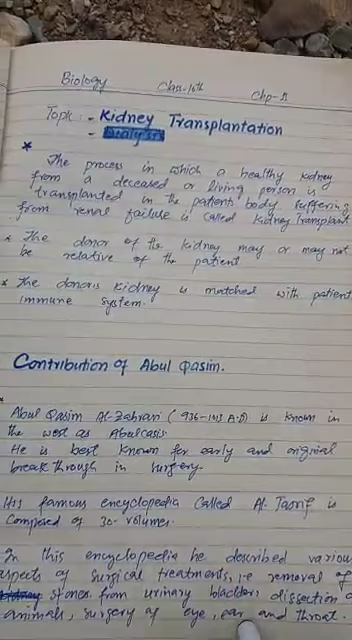 Biology Class-10th Chp-
Topic:- Kidney Transplantation
-
* The process in which a healthy kidney
from a deceased or living person is
transplanted in the patients body suffering
from renal failure is called kidney Transplant
* The donor of the kidney may or may not
be relative of the patient
* The donor's kidney is matched with patient
immune system.
Contribution of Abul Qasim.
Abul Qasim Al-Zahravi (936-1013 A.D) is known in
the west as Abulcasis.
He is best known for early and original
break through in surgery.
His famous encyclopedia called Al-Tasrif is
composed of 30- volumes.
In this encyclopedia he described various
aspects of surgical treatments, i.e removal of
stones from urinary bladder, dissection of
animals, surgery of eye, ear and throat.